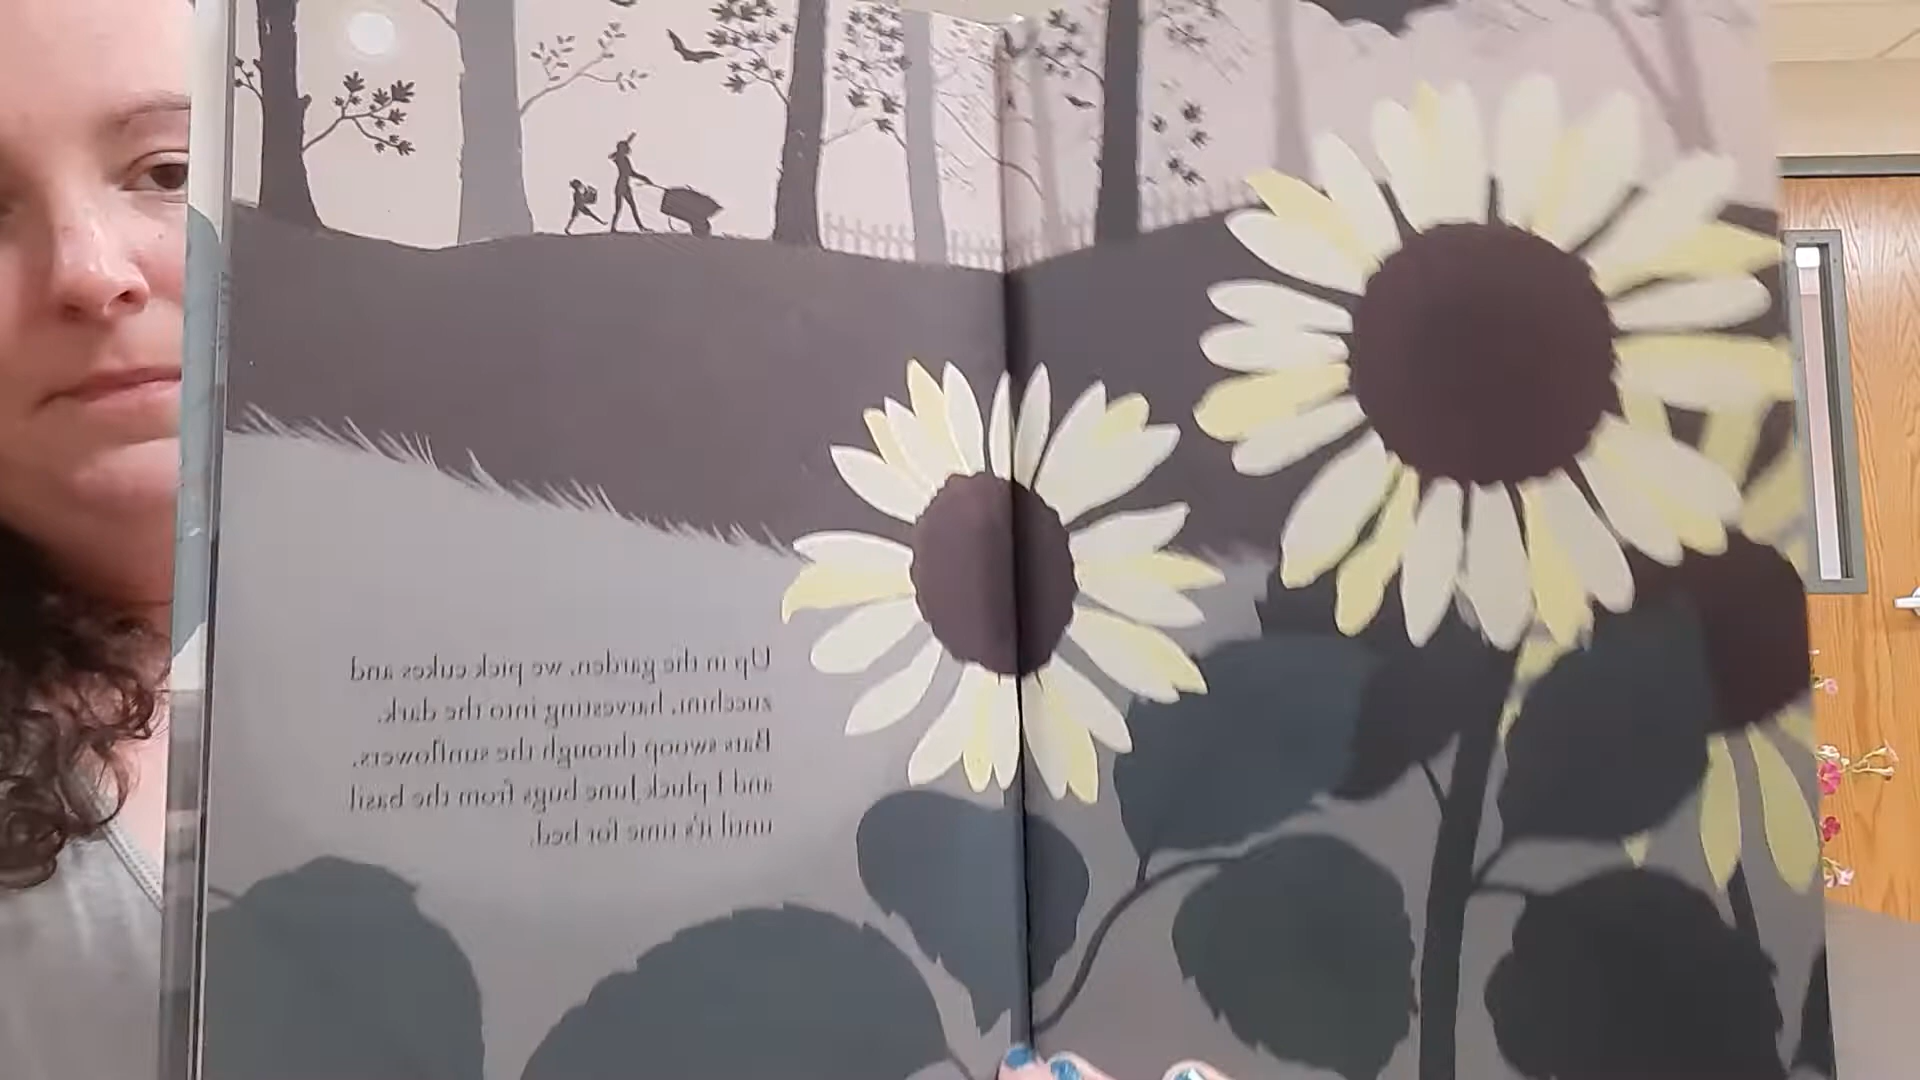 Up in the garden, we pick cukes and
zucchini, harvesting into the dark.
Bats swoop through the sunflowers,
and I pluck June bugs from the basil
until it's time for bed.